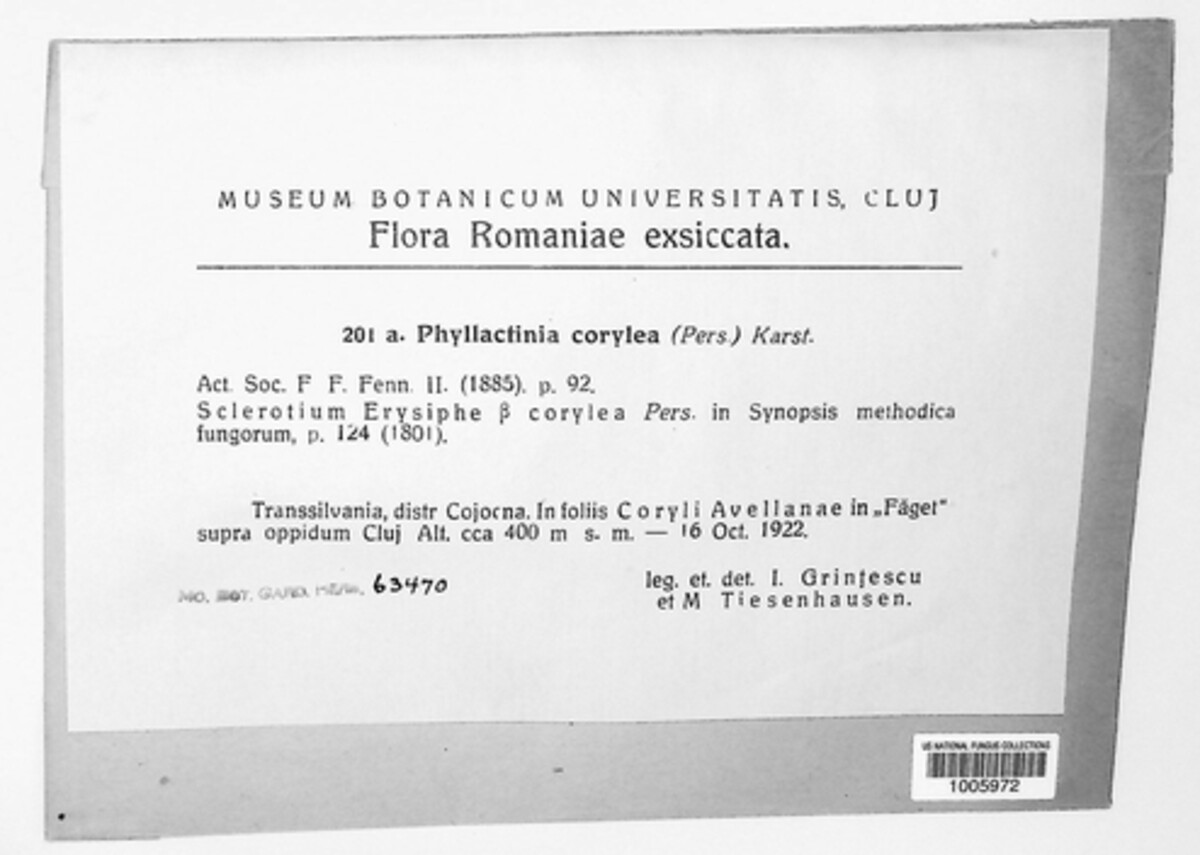 MUSEUM BOTANICUM UNIVERSITATIS, CLUJ
Flora Romaniae exsiccata.
201 a. Phyllactinia corylea (Pers.) Karst.
Act. Soc. F F. Fenn. II. (1885). p. 92.
Sclerotium Erysiphe β corylea Pers. in Synopsis methodica
fungorum, p. 124 (1801).
Transsilvania, distr Cojocna. In foliis Coryli Avellanae in „Făget"
supra oppidum Cluj Alt. cca 400 m s. m. — 16 Oct. 1922.
MO. BOT. GARD. HERB. 63470
leg. et. det. I. Grințescu
et M Tiesenhausen.
US NATIONAL FUNGUS COLLECTIONS
1005972